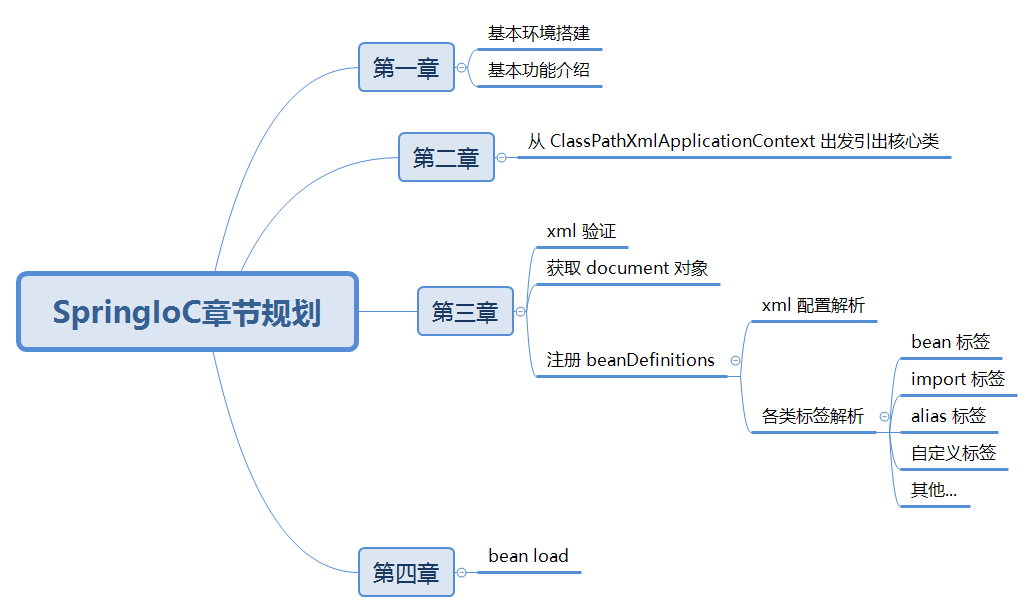 SpringIoC章节规划
第一章
基本环境搭建
基本功能介绍
第二章
从 ClassPathXmlApplicationContext 出发引出核心类
第三章
xml 验证
获取 document 对象
注册 beanDefinitions
xml 配置解析
各类标签解析
bean 标签
import 标签
alias 标签
自定义标签
其他...
第四章
bean load